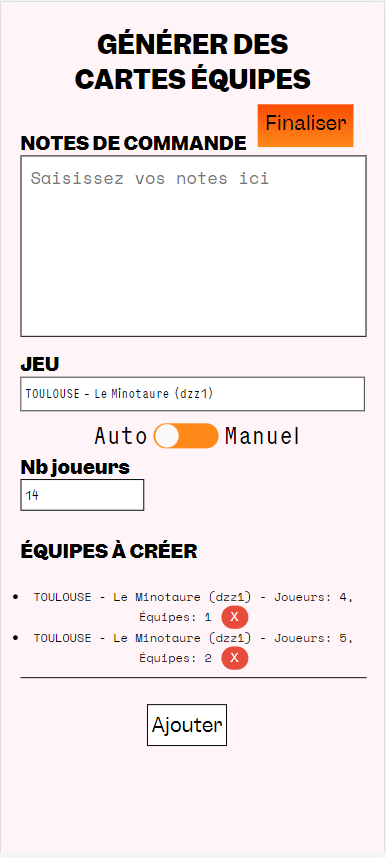 GÉNÉRER DES
CARTES ÉQUIPES
Finaliser
NOTES DE COMMANDE
Saisissez vos notes ici
JEU
TOULOUSE - Le Minotaure (dzz1)
Auto Manuel
Nb joueurs
14
ÉQUIPES À CRÉER
• TOULOUSE - Le Minotaure (dzz1) - Joueurs: 4,
Équipes: 1 X
• TOULOUSE - Le Minotaure (dzz1) - Joueurs: 5,
Équipes: 2 X
Ajouter